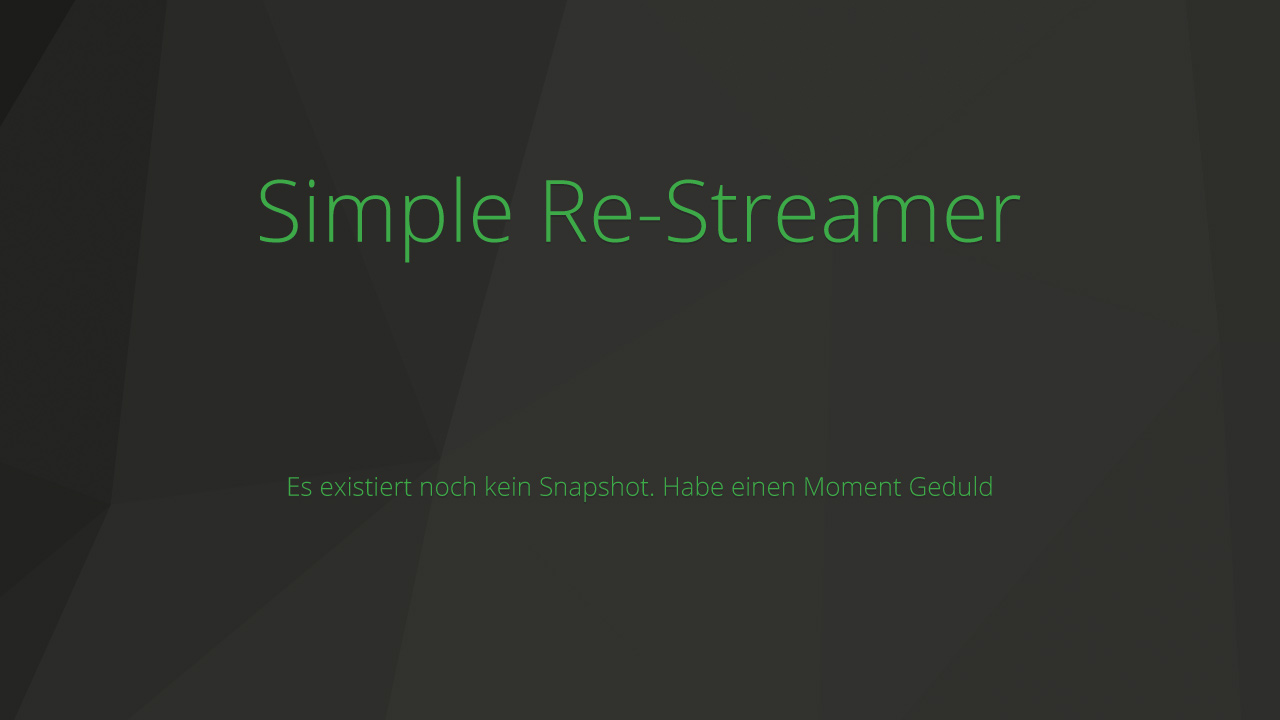 Simple Re-Streamer
Es existiert noch kein Snapshot. Habe einen Moment Geduld